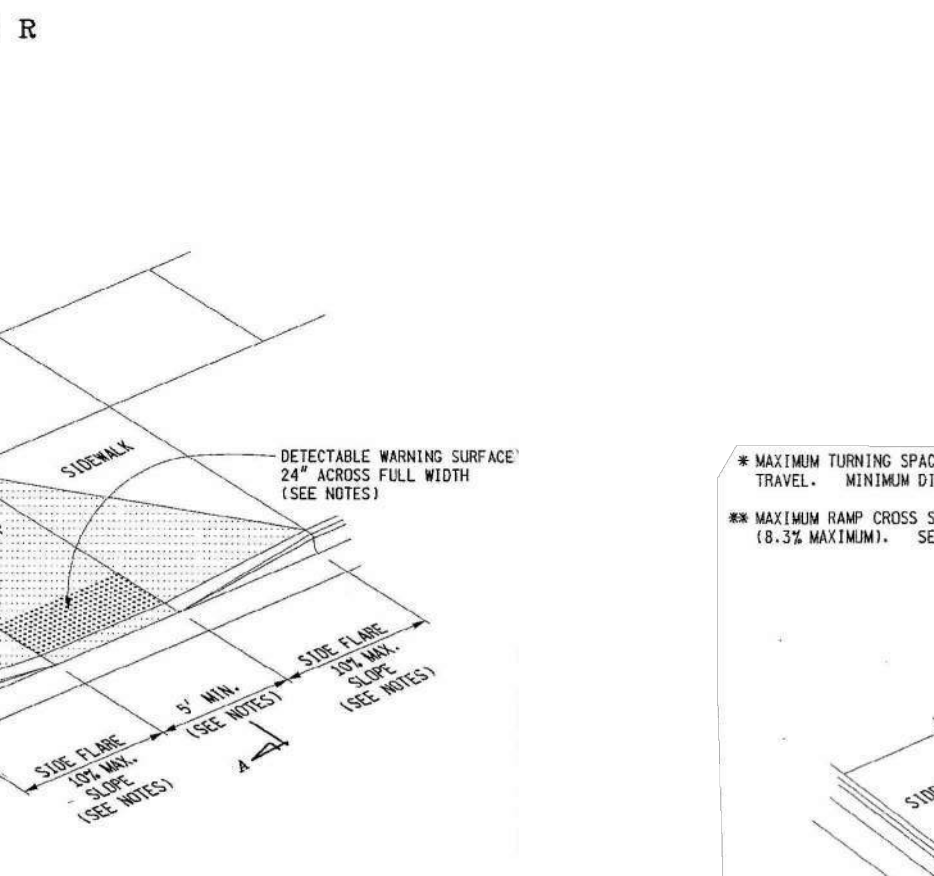 R
SIDEWALK
DETECTABLE WARNING SURFACE
24" ACROSS FULL WIDTH
(SEE NOTES)
* MAXIMUM TURNING SPAC
TRAVEL. MINIMUM DI
** MAXIMUM RAMP CROSS S
(8.3% MAXIMUM). SE
SIDE FLARE
10% MAX.
SLOPE
(SEE NOTES)
5' MIN.
(SEE NOTES)
A
SIDE FLARE
10% MAX.
SLOPE
(SEE NOTES)
SIDE